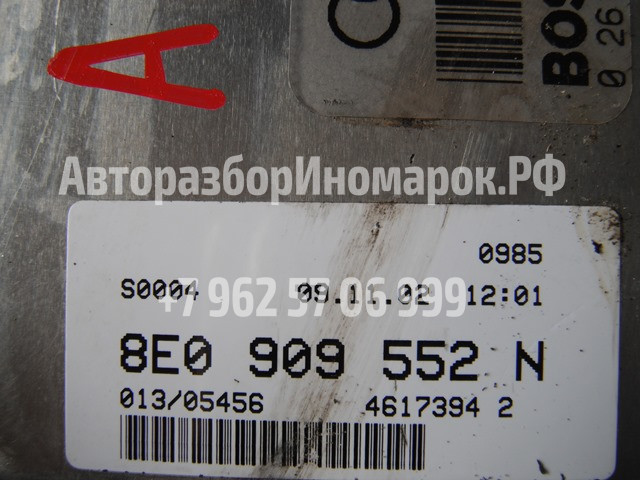 A
BOS
0 26
АвторазборИномарок.РФ
0985
S0004 09.11.02 12:01
+7 962 57 06 999
8E0 909 552 N
013/05456 4617394 2